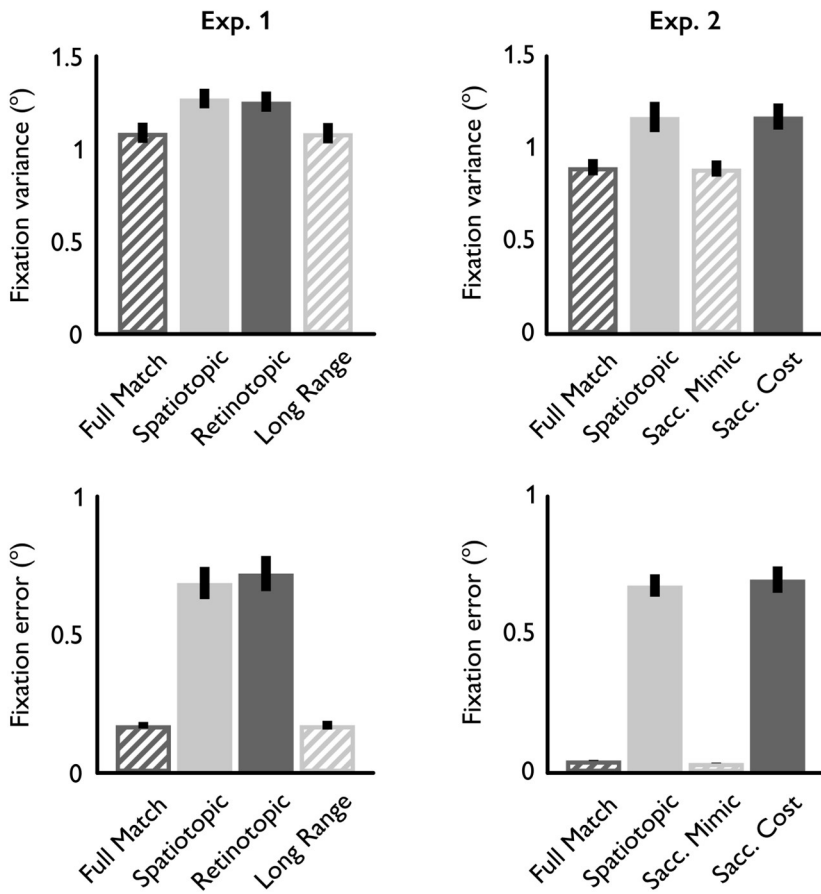 Exp. 1
Fixation variance (°)
1.5
1
0.5
0
Full Match
Spatiotopic
Retinotopic
Long Range
Exp. 2
Fixation variance (°)
1.5
1
0.5
0
Full Match
Spatiotopic
Sacc. Mimic
Sacc. Cost
Fixation error (°)
1
0.5
0
Full Match
Spatiotopic
Retinotopic
Long Range
Fixation error (°)
1
0.5
0
Full Match
Spatiotopic
Sacc. Mimic
Sacc. Cost